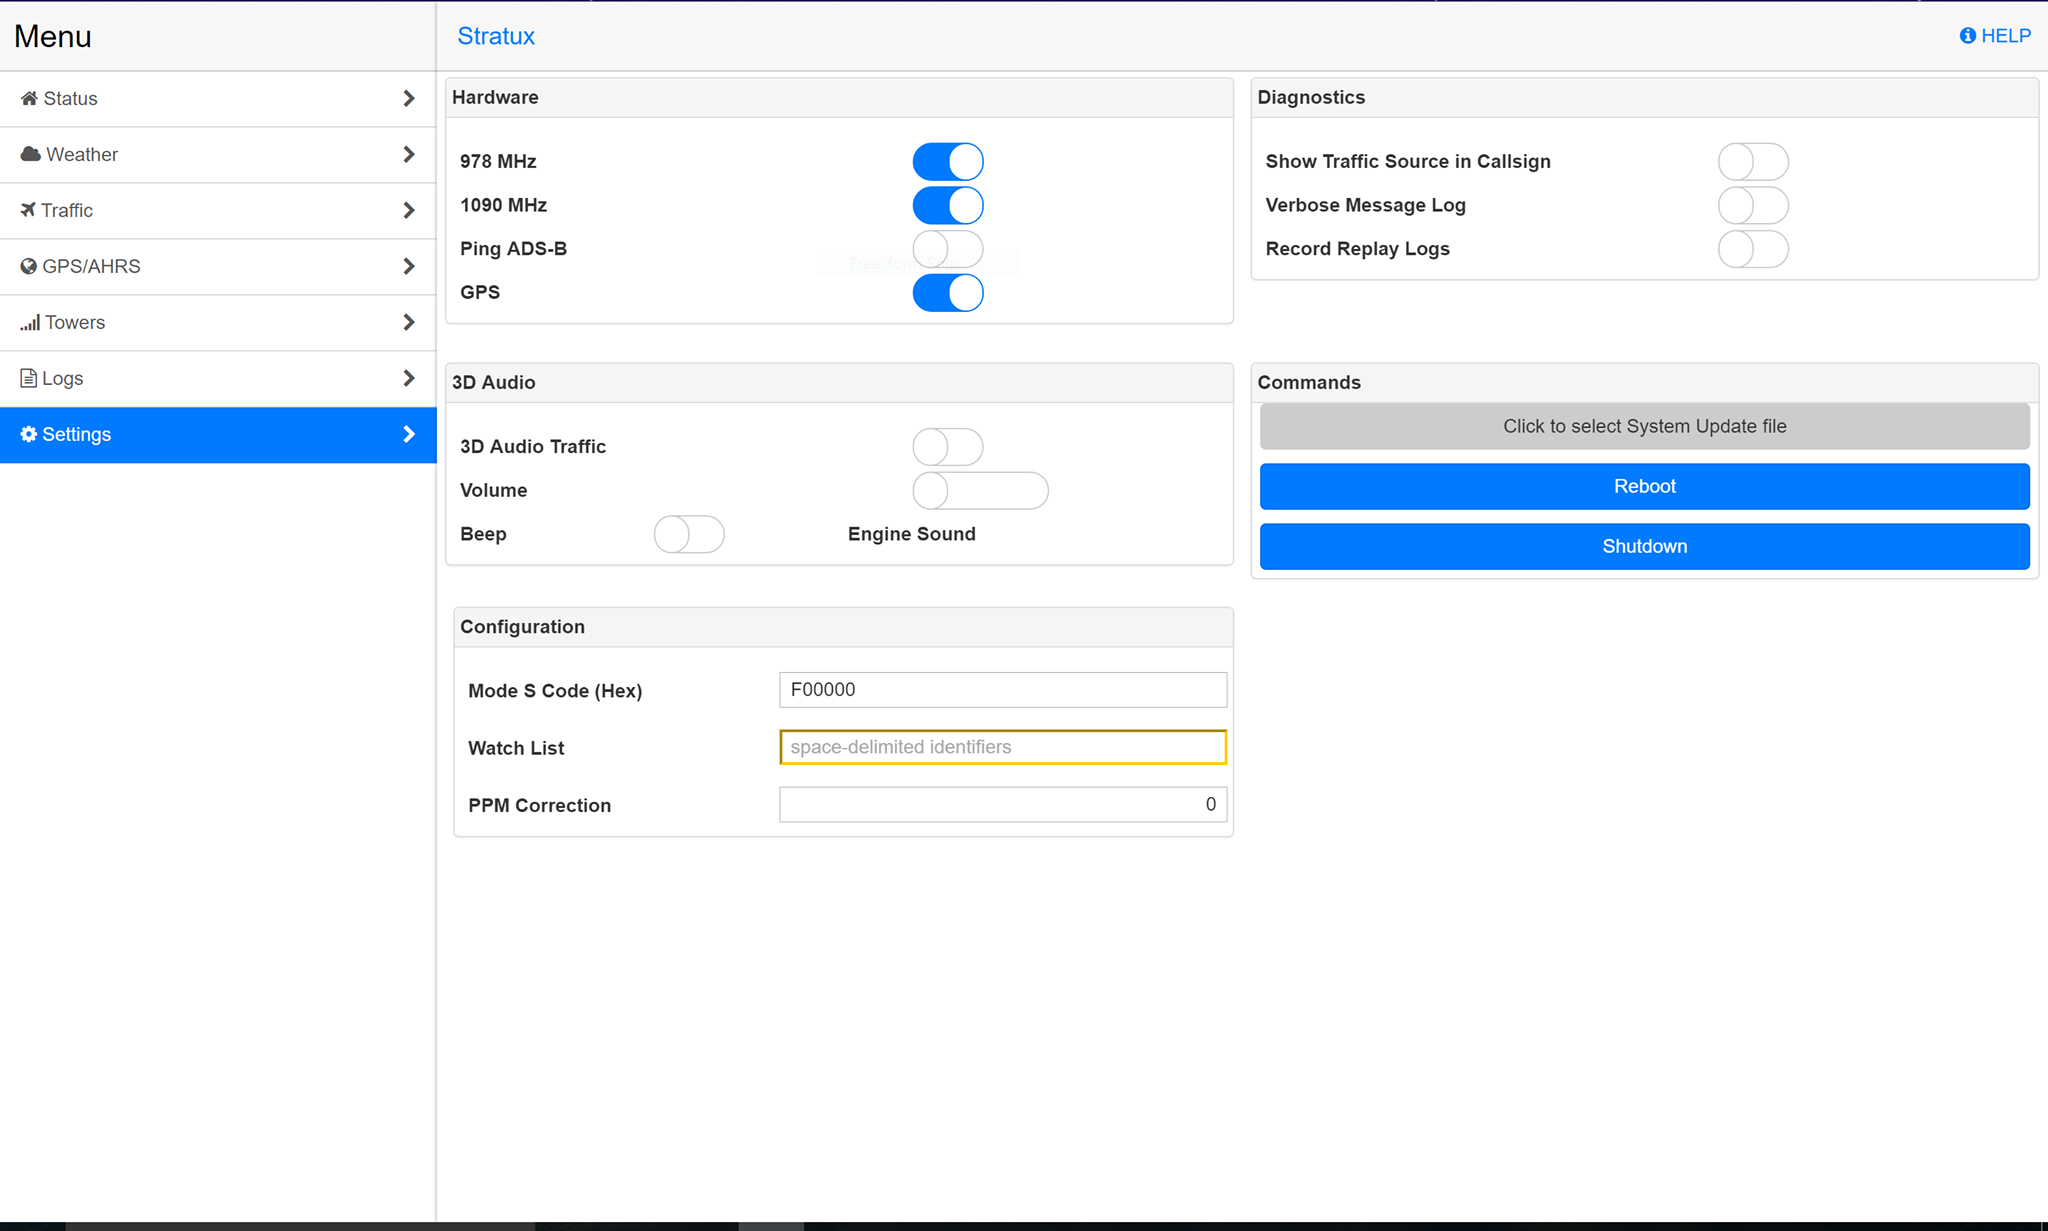 Menu
Stratux
HELP
Status
Weather
Traffic
GPS/AHRS
Towers
Logs
Settings
Hardware
978 MHz
1090 MHz
Ping ADS-B
GPS
Diagnostics
Show Traffic Source in Callsign
Verbose Message Log
Record Replay Logs
3D Audio
3D Audio Traffic
Volume
Beep Engine Sound
Commands
Click to select System Update file
Reboot
Shutdown
Configuration
Mode S Code (Hex) F00000
Watch List space-delimited identifiers
PPM Correction 0